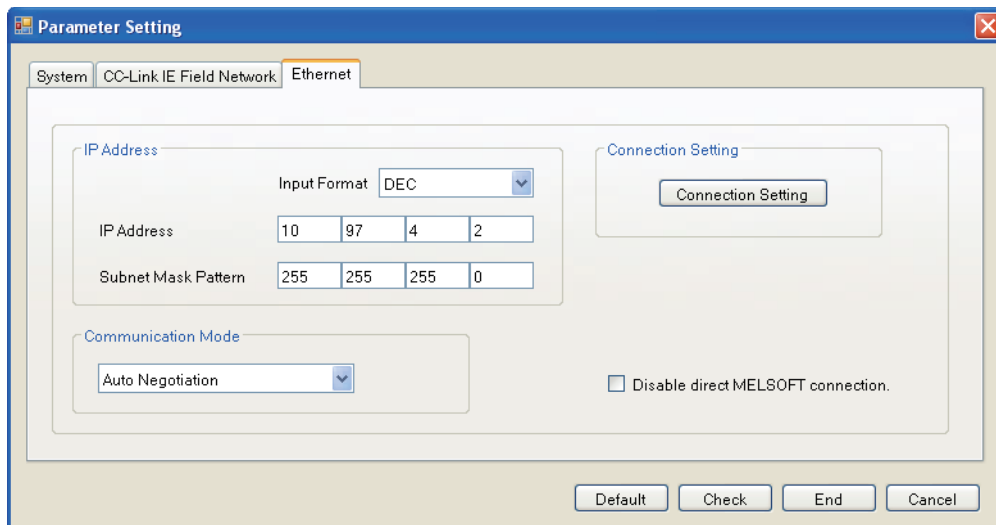 Parameter Setting
System CC-Link IE Field Network Ethernet
IP Address
Input Format DEC
IP Address 10 97 4 2
Subnet Mask Pattern 255 255 255 0
Connection Setting
Connection Setting
Communication Mode
Auto Negotiation
Disable direct MELSOFT connection.
Default Check End Cancel